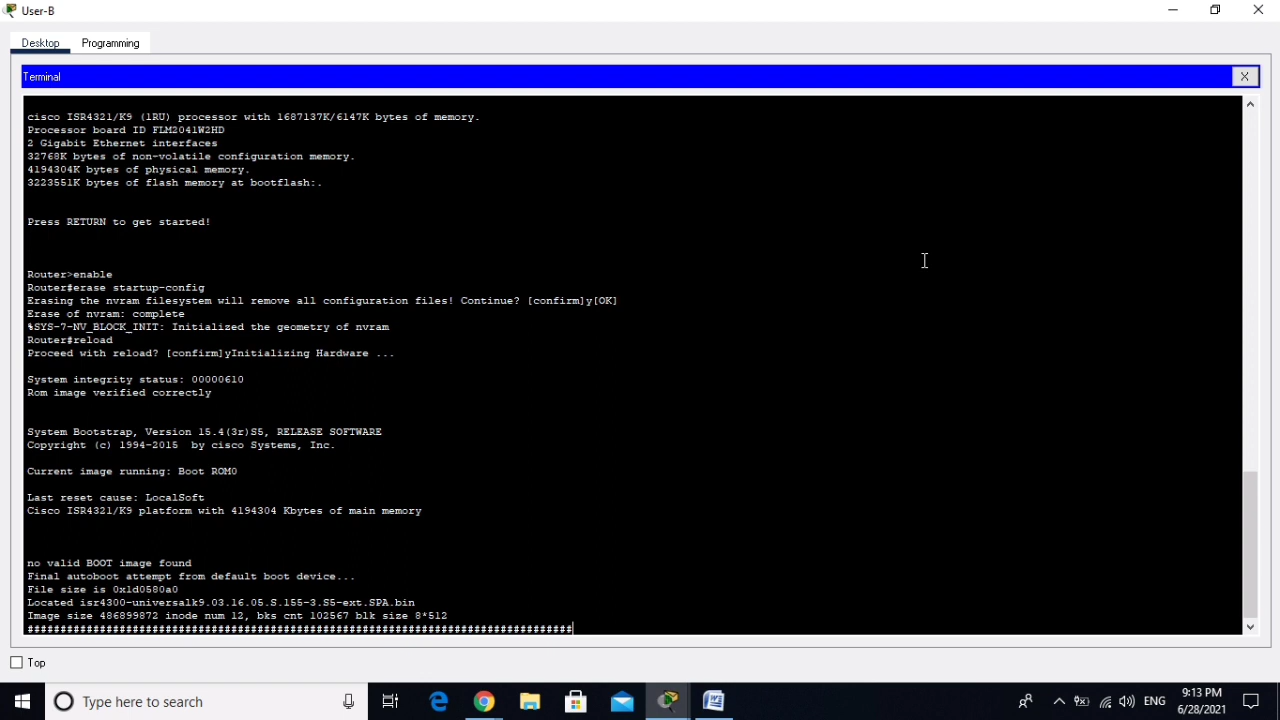 User-B
Desktop Programming
Terminal X
cisco ISR4321/K9 (1RU) processor with 1687137K/6147K bytes of memory.
Processor board ID FLM2041W2HD
2 Gigabit Ethernet interfaces
32768K bytes of non-volatile configuration memory.
4194304K bytes of physical memory.
3223551K bytes of flash memory at bootflash:.
Press RETURN to get started!
Router>enable
Router#erase startup-config
Erasing the nvram filesystem will remove all configuration files! Continue? [confirm]y[OK]
Erase of nvram: complete
%SYS-7-NV_BLOCK_INIT: Initialized the geometry of nvram
Router#reload
Proceed with reload? [confirm]yInitializing Hardware ...
System integrity status: 00000610
Rom image verified correctly
System Bootstrap, Version 15.4(3r)S5, RELEASE SOFTWARE
Copyright (c) 1994-2015  by cisco Systems, Inc.
Current image running: Boot ROM0
Last reset cause: LocalSoft
Cisco ISR4321/K9 platform with 4194304 Kbytes of main memory
no valid BOOT image found
Final autoboot attempt from default boot device...
File size is 0x1d0580a0
Located isr4300-universalk9.03.16.05.S.155-3.S5-ext.SPA.bin
Image size 486899872 inode num 12, bks cnt 102567 blk size 8*512
###################################################################################
Top
Type here to search
ENG
9:13 PM
6/28/2021